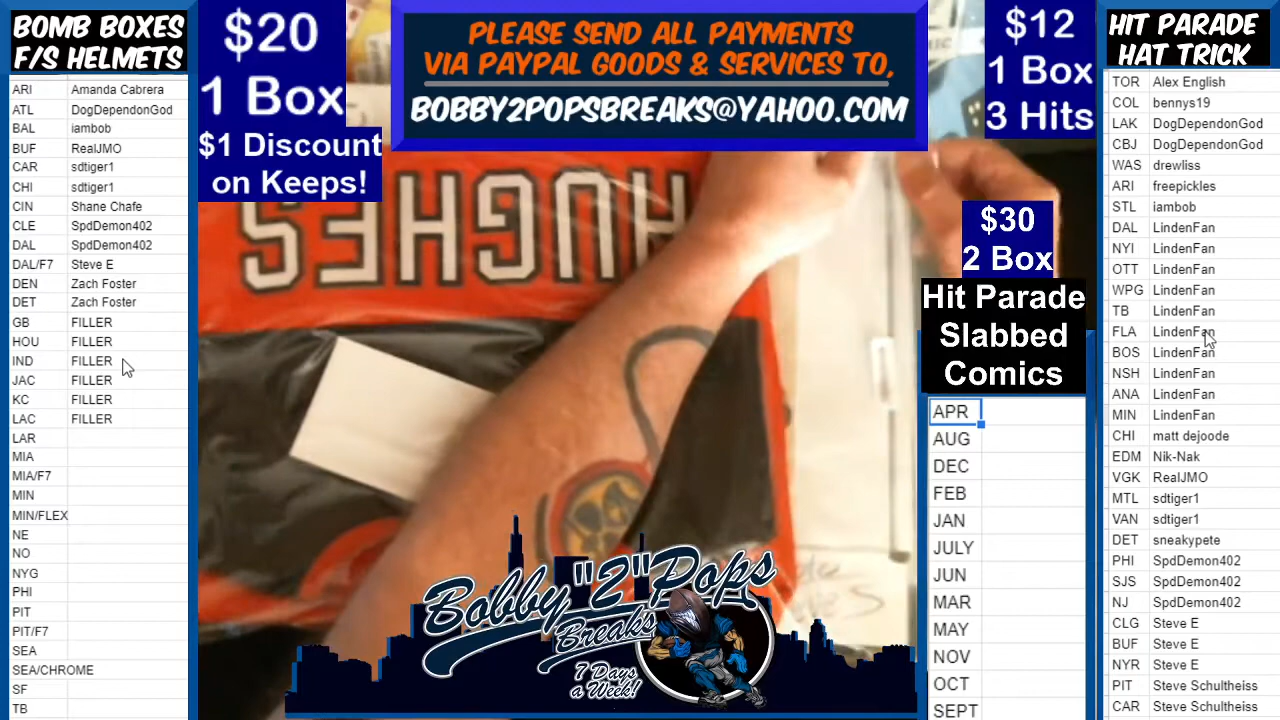 BOMB BOXES
F/S HELMETS
ARI Amanda Cabrera
ATL DogDependonGod
BAL iambob
BUF RealJMO
CAR sdtiger1
CHI sdtiger1
CIN Shane Chafe
CLE SpdDemon402
DAL SpdDemon402
DAL/F7 Steve E
DEN Zach Foster
DET Zach Foster
GB FILLER
HOU FILLER
IND FILLER
JAC FILLER
KC FILLER
LAC FILLER
LAR
MIA
MIA/F7
MIN
MIN/FLEX
NE
NO
NYG
PHI
PIT
PIT/F7
SEA
SEA/CHROME
SF
TB
$20
1 Box
$1 Discount
on Keeps!
PLEASE SEND ALL PAYMENTS
VIA PAYPAL GOODS & SERVICES TO,
BOBBY2POPSBREAKS@YAHOO.COM
HUGHES
Bobby "2" Pops
Breaks
7 Days
a Week!
$12
1 Box
3 Hits
$30
2 Box
Hit Parade
Slabbed
Comics
APR
AUG
DEC
FEB
JAN
JULY
JUN
MAR
MAY
NOV
OCT
SEPT
HIT PARADE
HAT TRICK
TOR Alex English
COL bennys19
LAK DogDependonGod
CBJ DogDependonGod
WAS drewliss
ARI freepickles
STL iambob
DAL LindenFan
NYI LindenFan
OTT LindenFan
WPG LindenFan
TB LindenFan
FLA LindenFan
BOS LindenFan
NSH LindenFan
ANA LindenFan
MIN LindenFan
CHI matt dejoode
EDM Nik-Nak
VGK RealJMO
MTL sdtiger1
VAN sdtiger1
DET sneakypete
PHI SpdDemon402
SJS SpdDemon402
NJ SpdDemon402
CLG Steve E
BUF Steve E
NYR Steve E
PIT Steve Schultheiss
CAR Steve Schultheiss